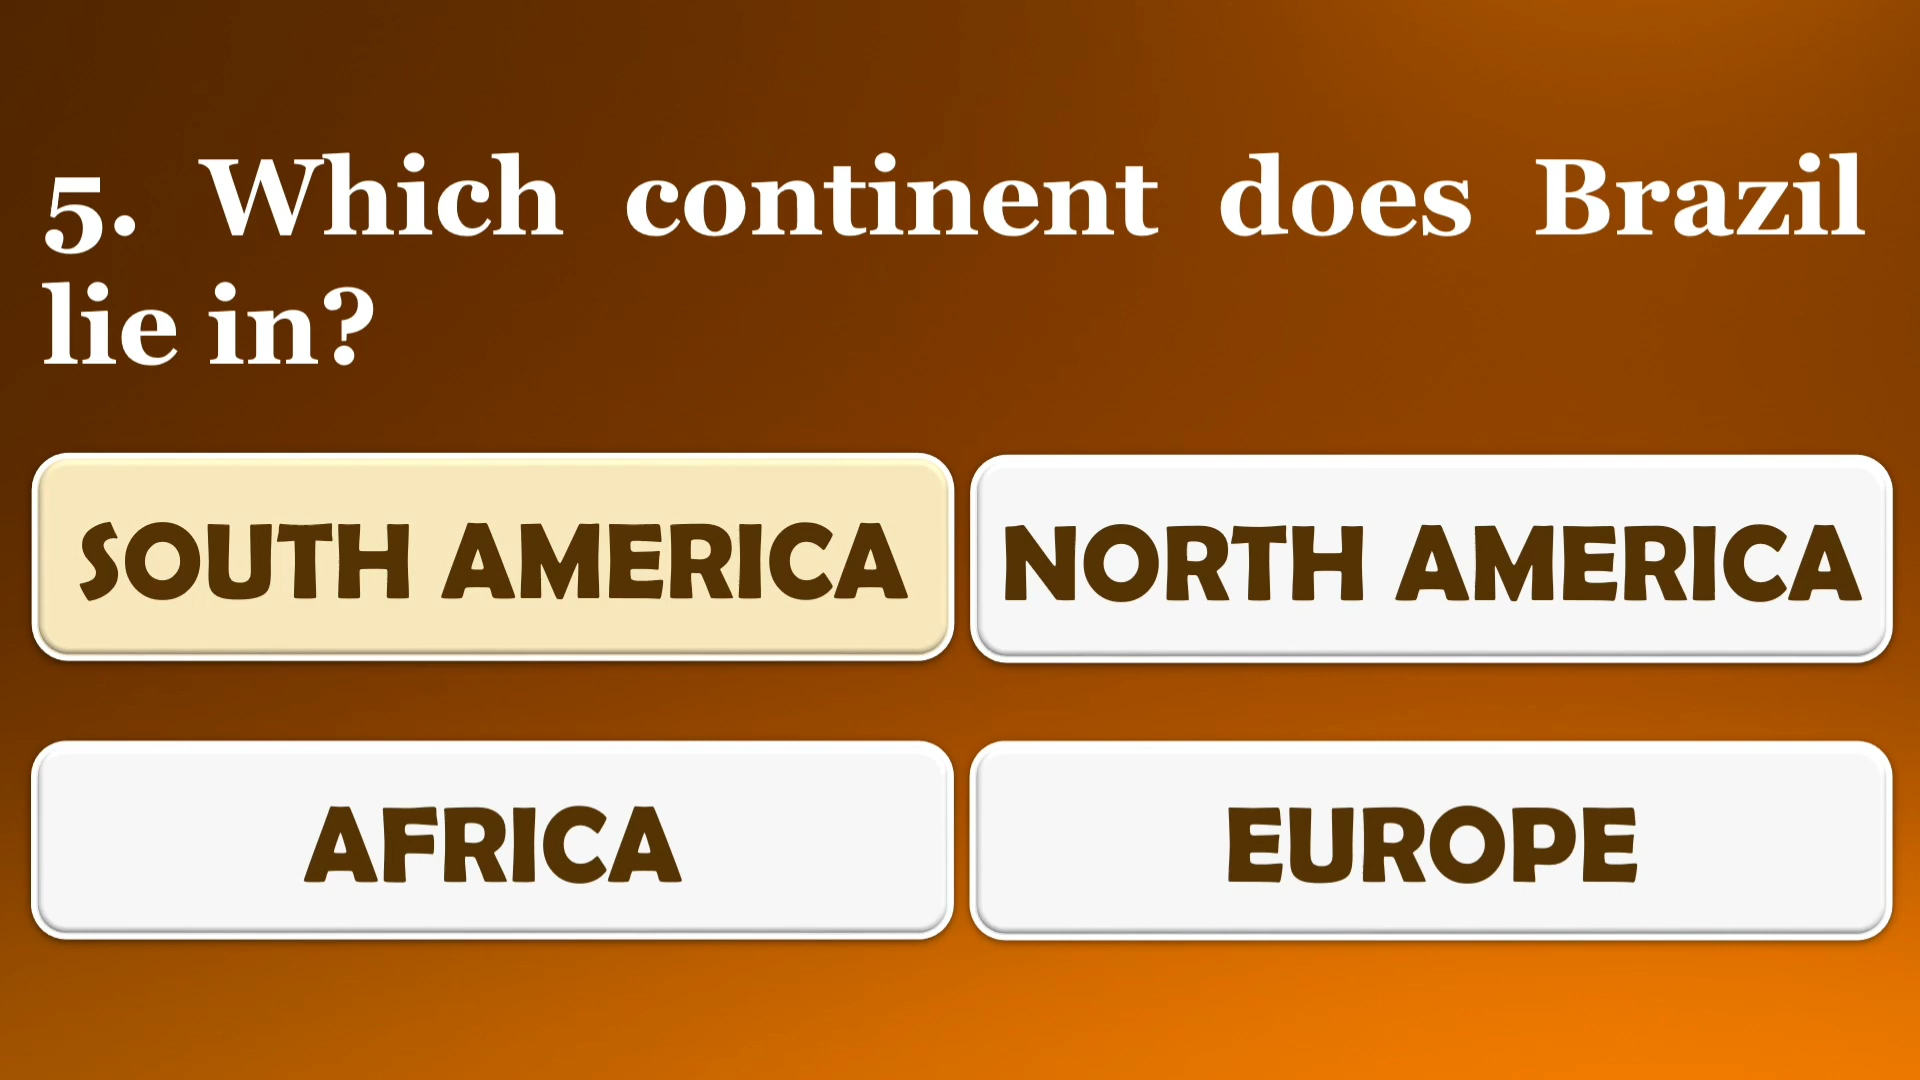 5. Which continent does Brazil
lie in?
SOUTH AMERICA
NORTH AMERICA
AFRICA
EUROPE